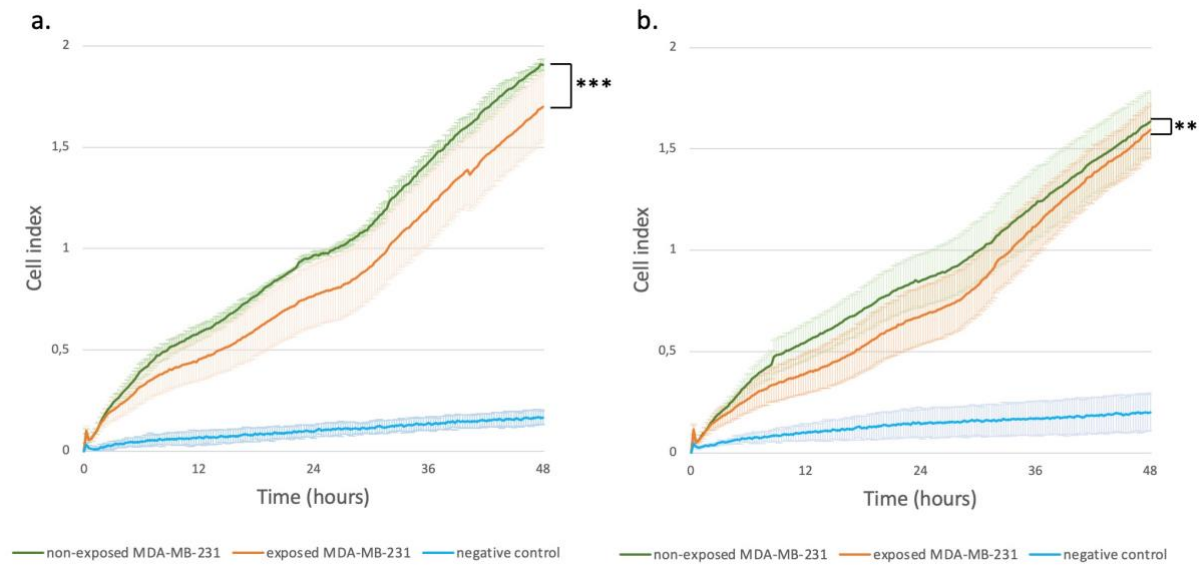 a.
2
1,5
1
0,5
0
Cell index
0 12 24 36 48
Time (hours)
***
non-exposed MDA-MB-231 exposed MDA-MB-231 negative control
b.
2
1,5
1
0,5
0
Cell index
0 12 24 36 48
Time (hours)
**
non-exposed MDA-MB-231 exposed MDA-MB-231 negative control